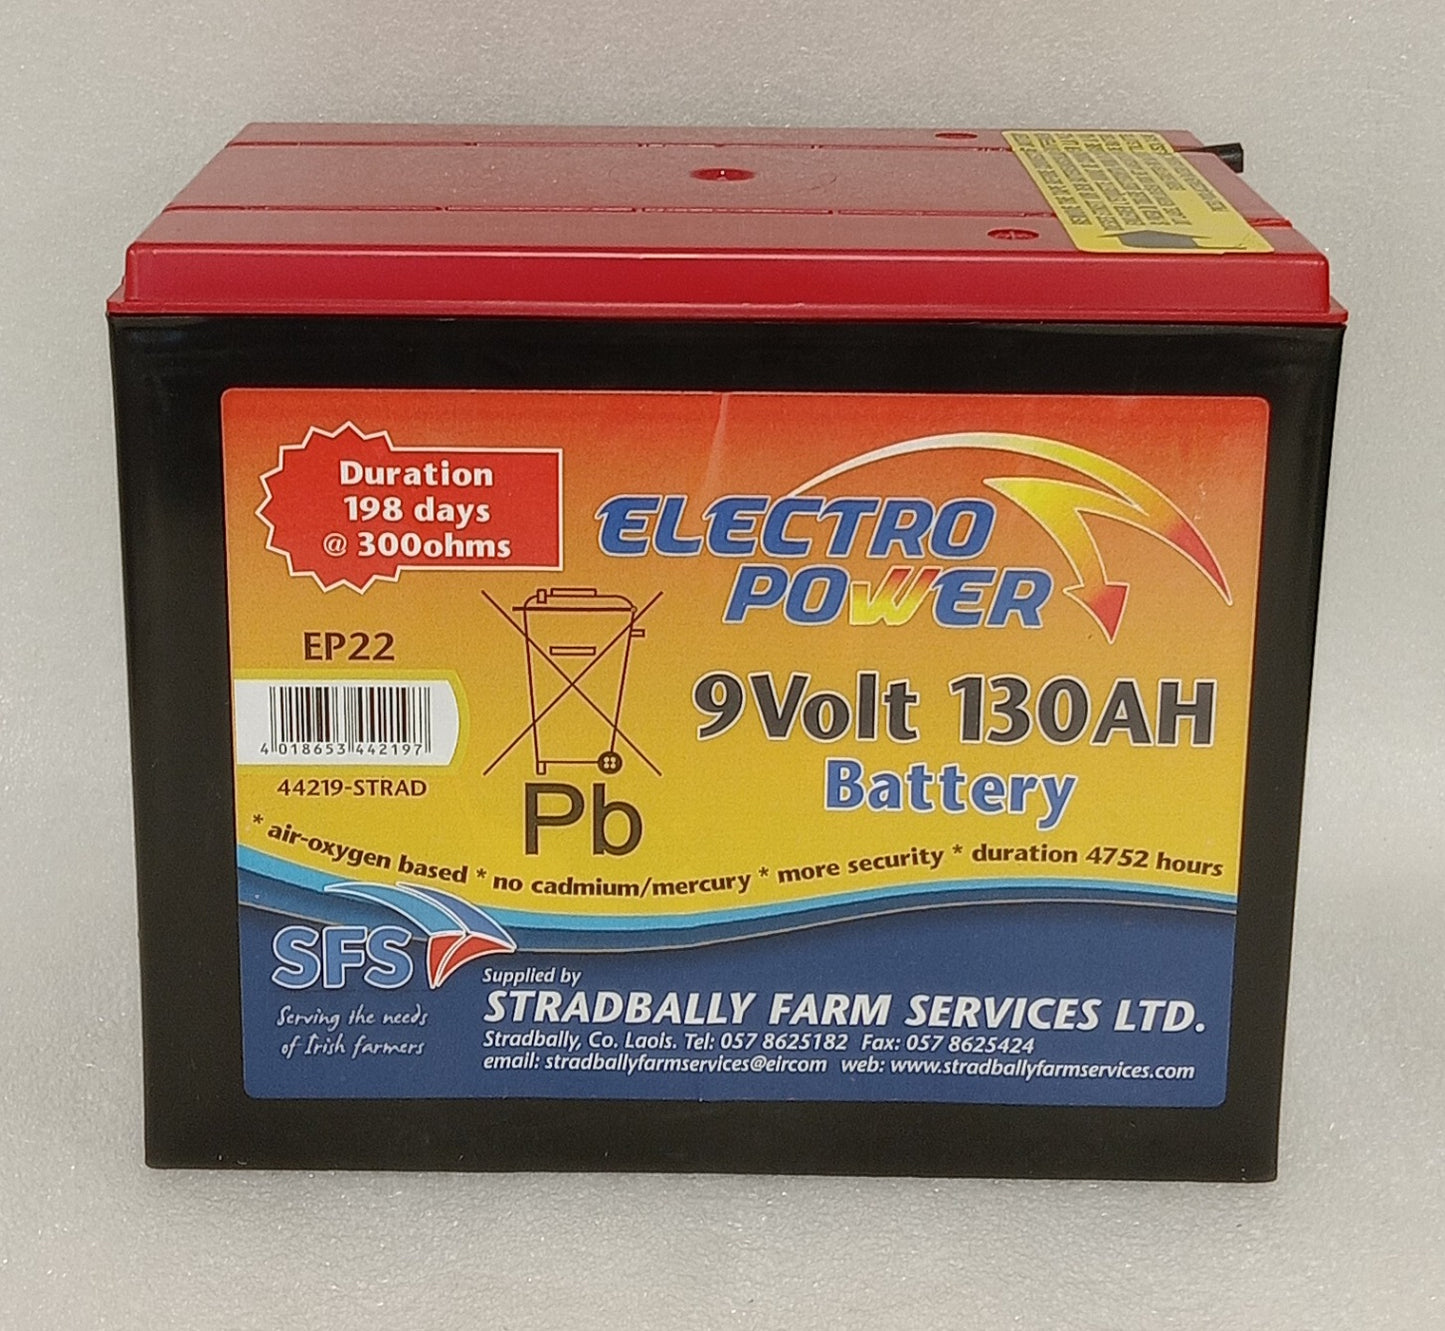 Duration
198 days
@ 300ohms
ELECTRO
POWER
EP22
4 018653 442197
44219-STRAD
Pb
9Volt 130AH
Battery
* air-oxygen based * no cadmium/mercury * more security * duration 4752 hours
SFS
Serving the needs
of Irish farmers
Supplied by
STRADBALLY FARM SERVICES LTD.
Stradbally, Co. Laois. Tel: 057 8625182 Fax: 057 8625424
email: stradballyfarmservices@eircom web: www.stradballyfarmservices.com